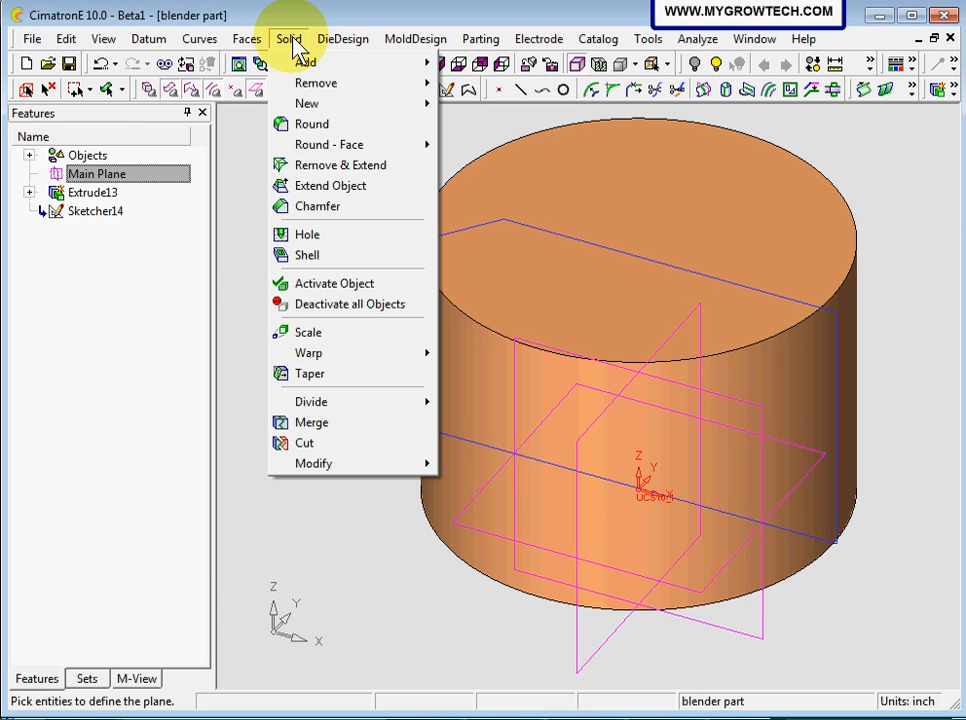 CimatronE 10.0 - Beta1 - [blender part]
WWW.MYGROWTECH.COM
File Edit View Datum Curves Faces Solid DieDesign MoldDesign Parting Electrode Catalog Tools Analyze Window Help
Features
Name
Objects
Main Plane
Extrude13
Sketcher14
Add
Remove
New
Round
Round - Face
Remove & Extend
Extend Object
Chamfer
Hole
Shell
Activate Object
Deactivate all Objects
Scale
Warp
Taper
Divide
Merge
Cut
Modify
Z
Y
X
Z
Y
X
Features Sets M-View
Pick entities to define the plane. blender part Units: inch